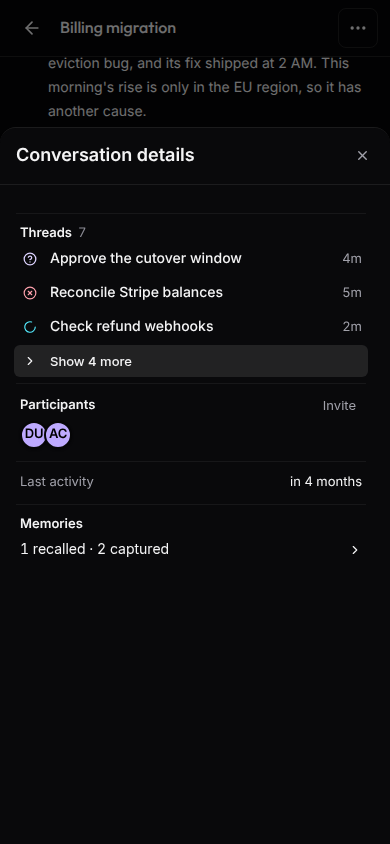 Billing migration
eviction bug, and its fix shipped at 2 AM. This
morning's rise is only in the EU region, so it has
another cause.
Conversation details
Threads 7
Approve the cutover window 4m
Reconcile Stripe balances 5m
Check refund webhooks 2m
Show 4 more
Participants Invite
DU AC
Last activity in 4 months
Memories
1 recalled · 2 captured